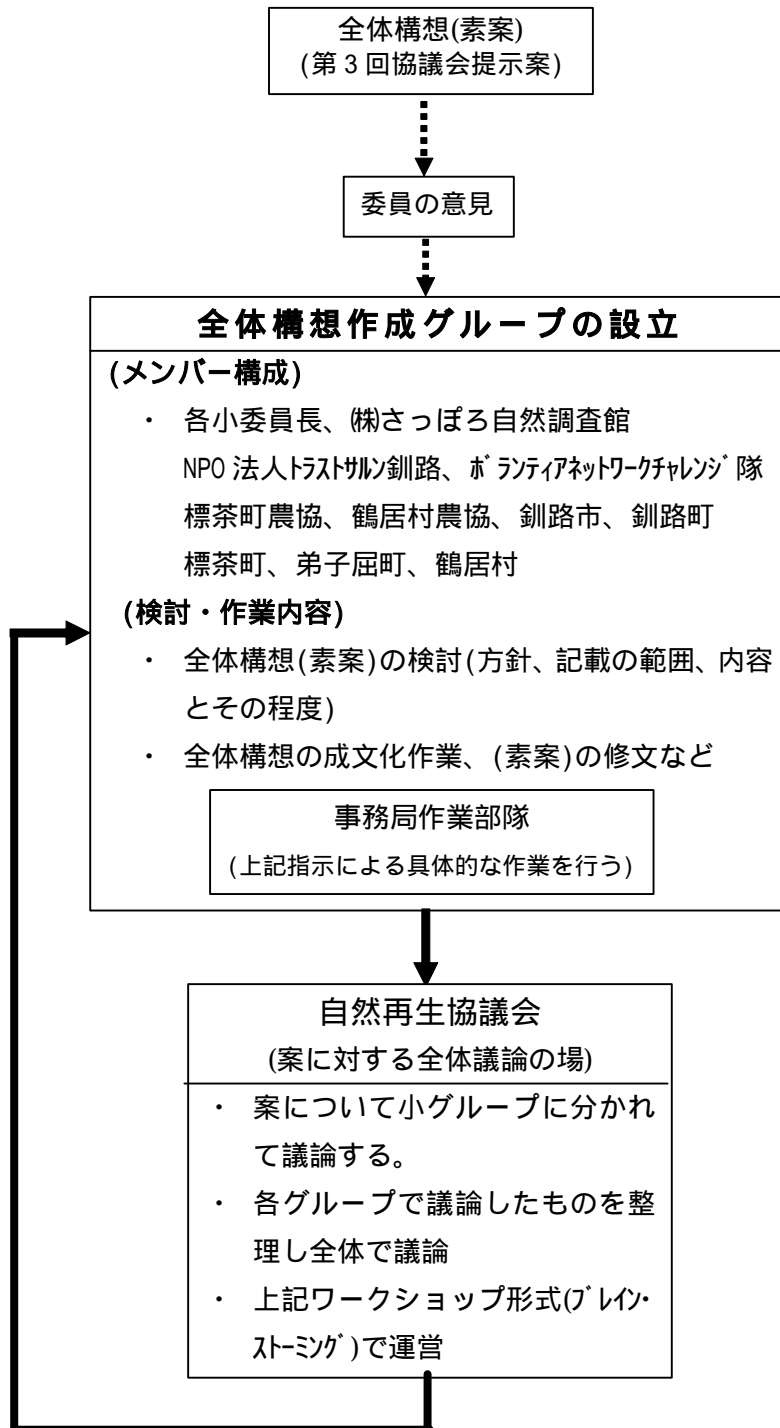 全体構想(素案)
(第3回協議会提示案)
委員の意見
全体構想作成グループの設立
(メンバー構成)
・ 各小委員長、㈱さっぽろ自然調査館
NPO法人ﾄﾗｽﾄｻﾙﾝ釧路、ﾎﾞﾗﾝﾃｨｱﾈｯﾄﾜｰｸﾁｬﾚﾝｼﾞ隊
標茶町農協、鶴居村農協、釧路市、釧路町
標茶町、弟子屈町、鶴居村
(検討・作業内容)
・ 全体構想(素案)の検討(方針、記載の範囲、内容
とその程度)
・ 全体構想の成文化作業、(素案)の修文など
事務局作業部隊
(上記指示による具体的な作業を行う)
自然再生協議会
(案に対する全体議論の場)
・ 案について小グループに分かれ
て議論する。
・ 各グループで議論したものを整
理し全体で議論
・ 上記ワークショップ形式(ﾌﾞﾚｲﾝ・
ｽﾄｰﾐﾝｸﾞ)で運営